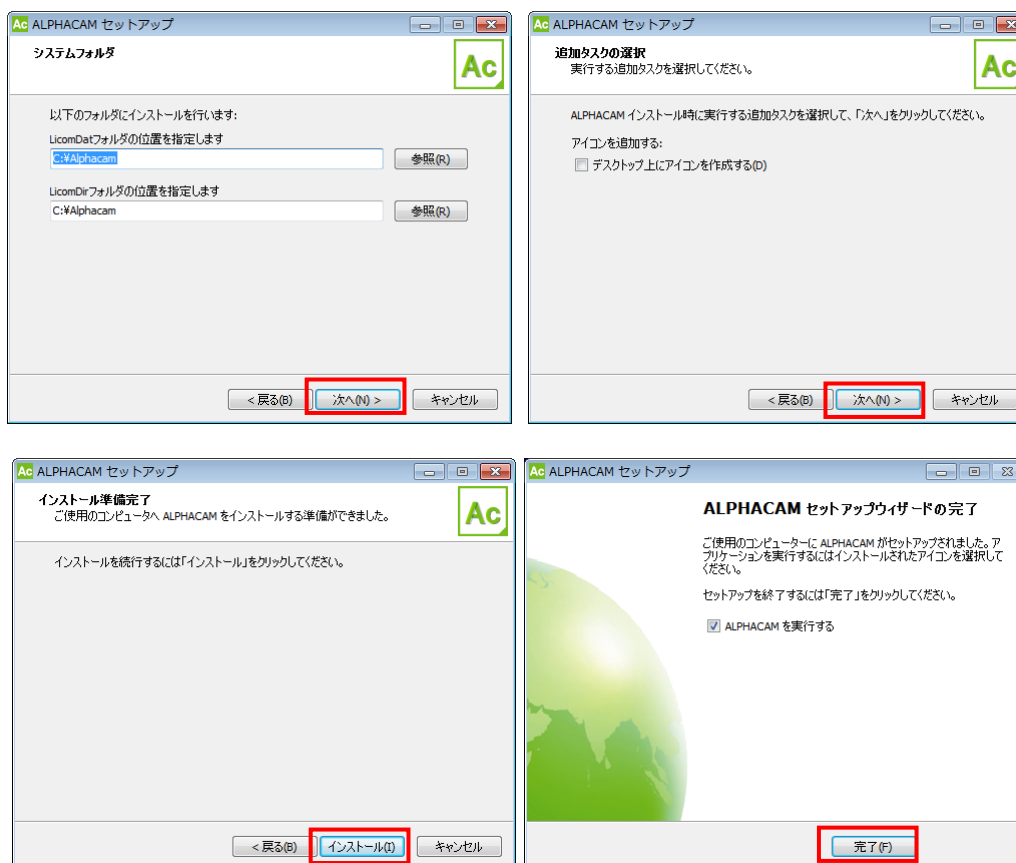 Ac ALPHACAM セットアップ
システムフォルダ
Ac
以下のフォルダにインストールを行います:
LicomDatフォルダの位置を指定します
C:¥Alphacam
参照(R)
LicomDirフォルダの位置を指定します
C:¥Alphacam
参照(R)
< 戻る(B)
次へ(N) >
キャンセル
Ac ALPHACAM セットアップ
追加タスクの選択
実行する追加タスクを選択してください。
Ac
ALPHACAM インストール時に実行する追加タスクを選択して、「次へ」をクリックしてください。
アイコンを追加する:
デスクトップ上にアイコンを作成する(D)
< 戻る(B)
次へ(N) >
キャンセル
Ac ALPHACAM セットアップ
インストール準備完了
ご使用のコンピュータへ ALPHACAM をインストールする準備ができました。
Ac
インストールを続行するには「インストール」をクリックしてください。
< 戻る(B)
インストール(I)
キャンセル
Ac ALPHACAM セットアップ
ALPHACAM セットアップウィザードの完了
ご使用のコンピューターに ALPHACAM がセットアップされました。ア
プリケーションを実行するにはインストールされたアイコンを選択して
ください。
セットアップを終了するには「完了」をクリックしてください。
ALPHACAM を実行する
完了(F)